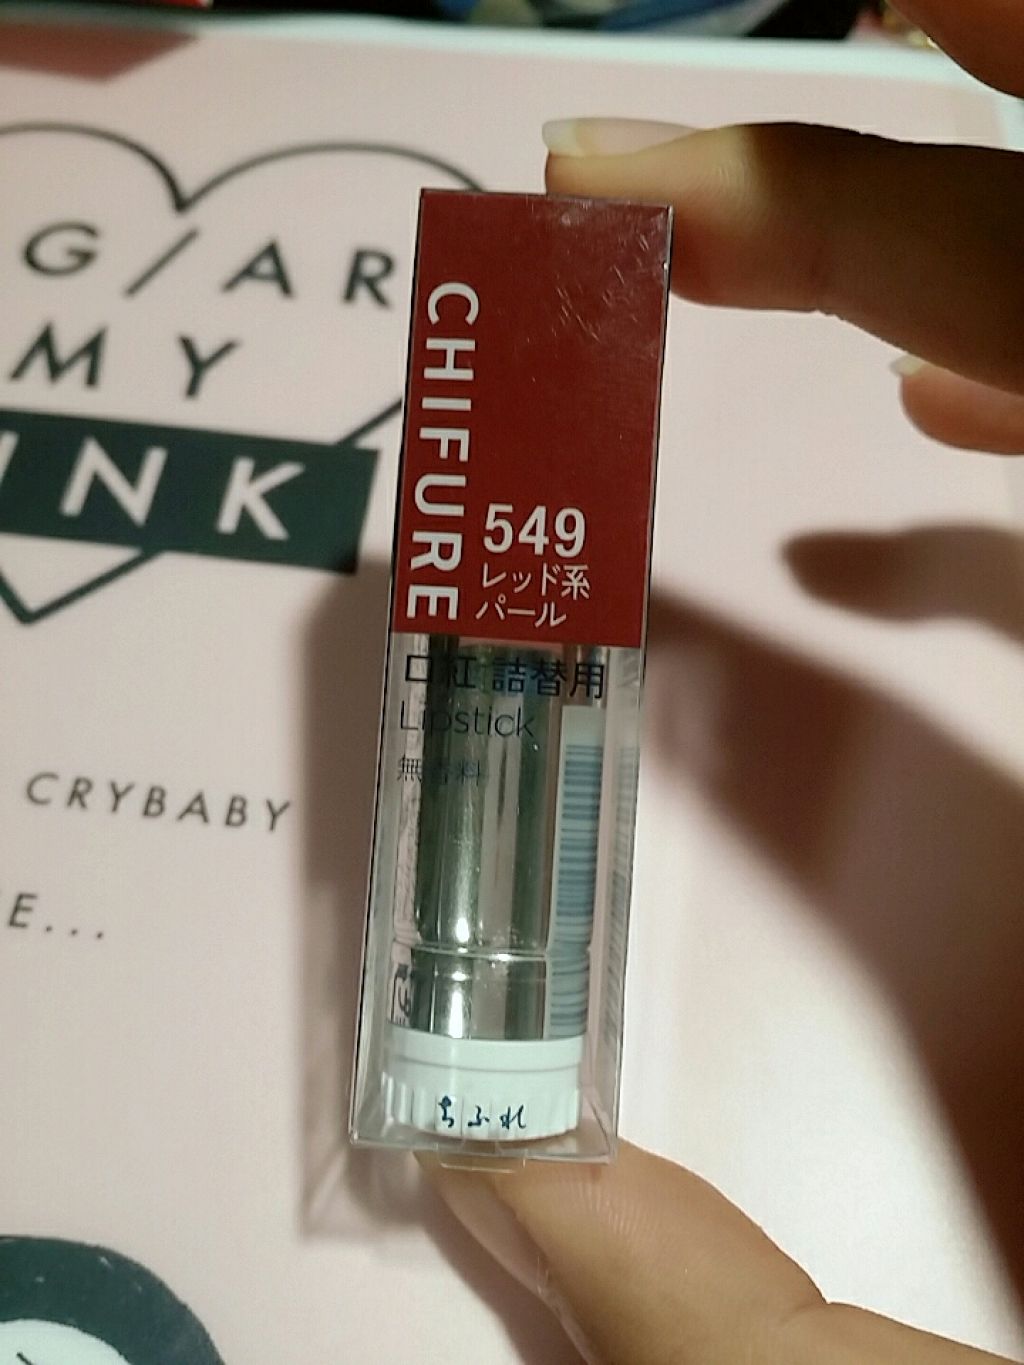 G/AR
MY
INK
CRYBABY
E...
CHIFURE
549
レッド系
パール
口紅 詰替用
Lipstick
無香料
ちふれ